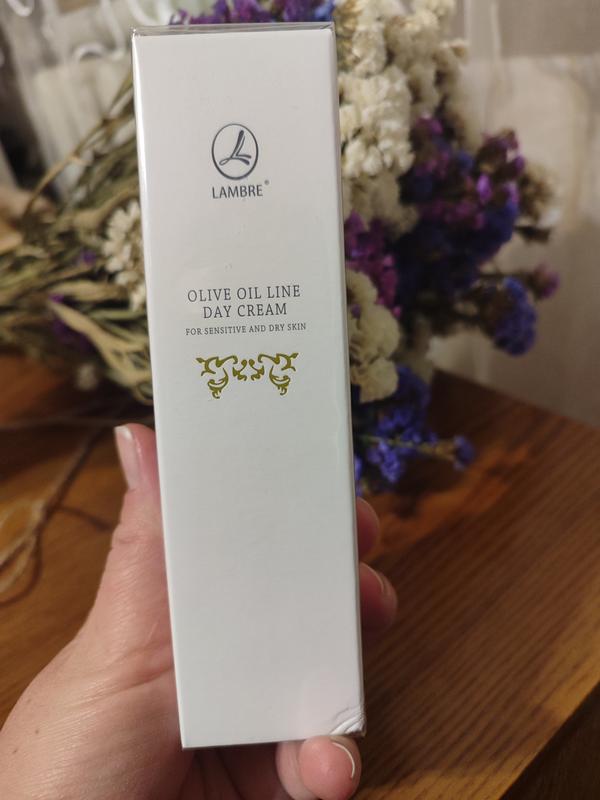 LAMBRE®
OLIVE OIL LINE
DAY CREAM
FOR SENSITIVE AND DRY SKIN